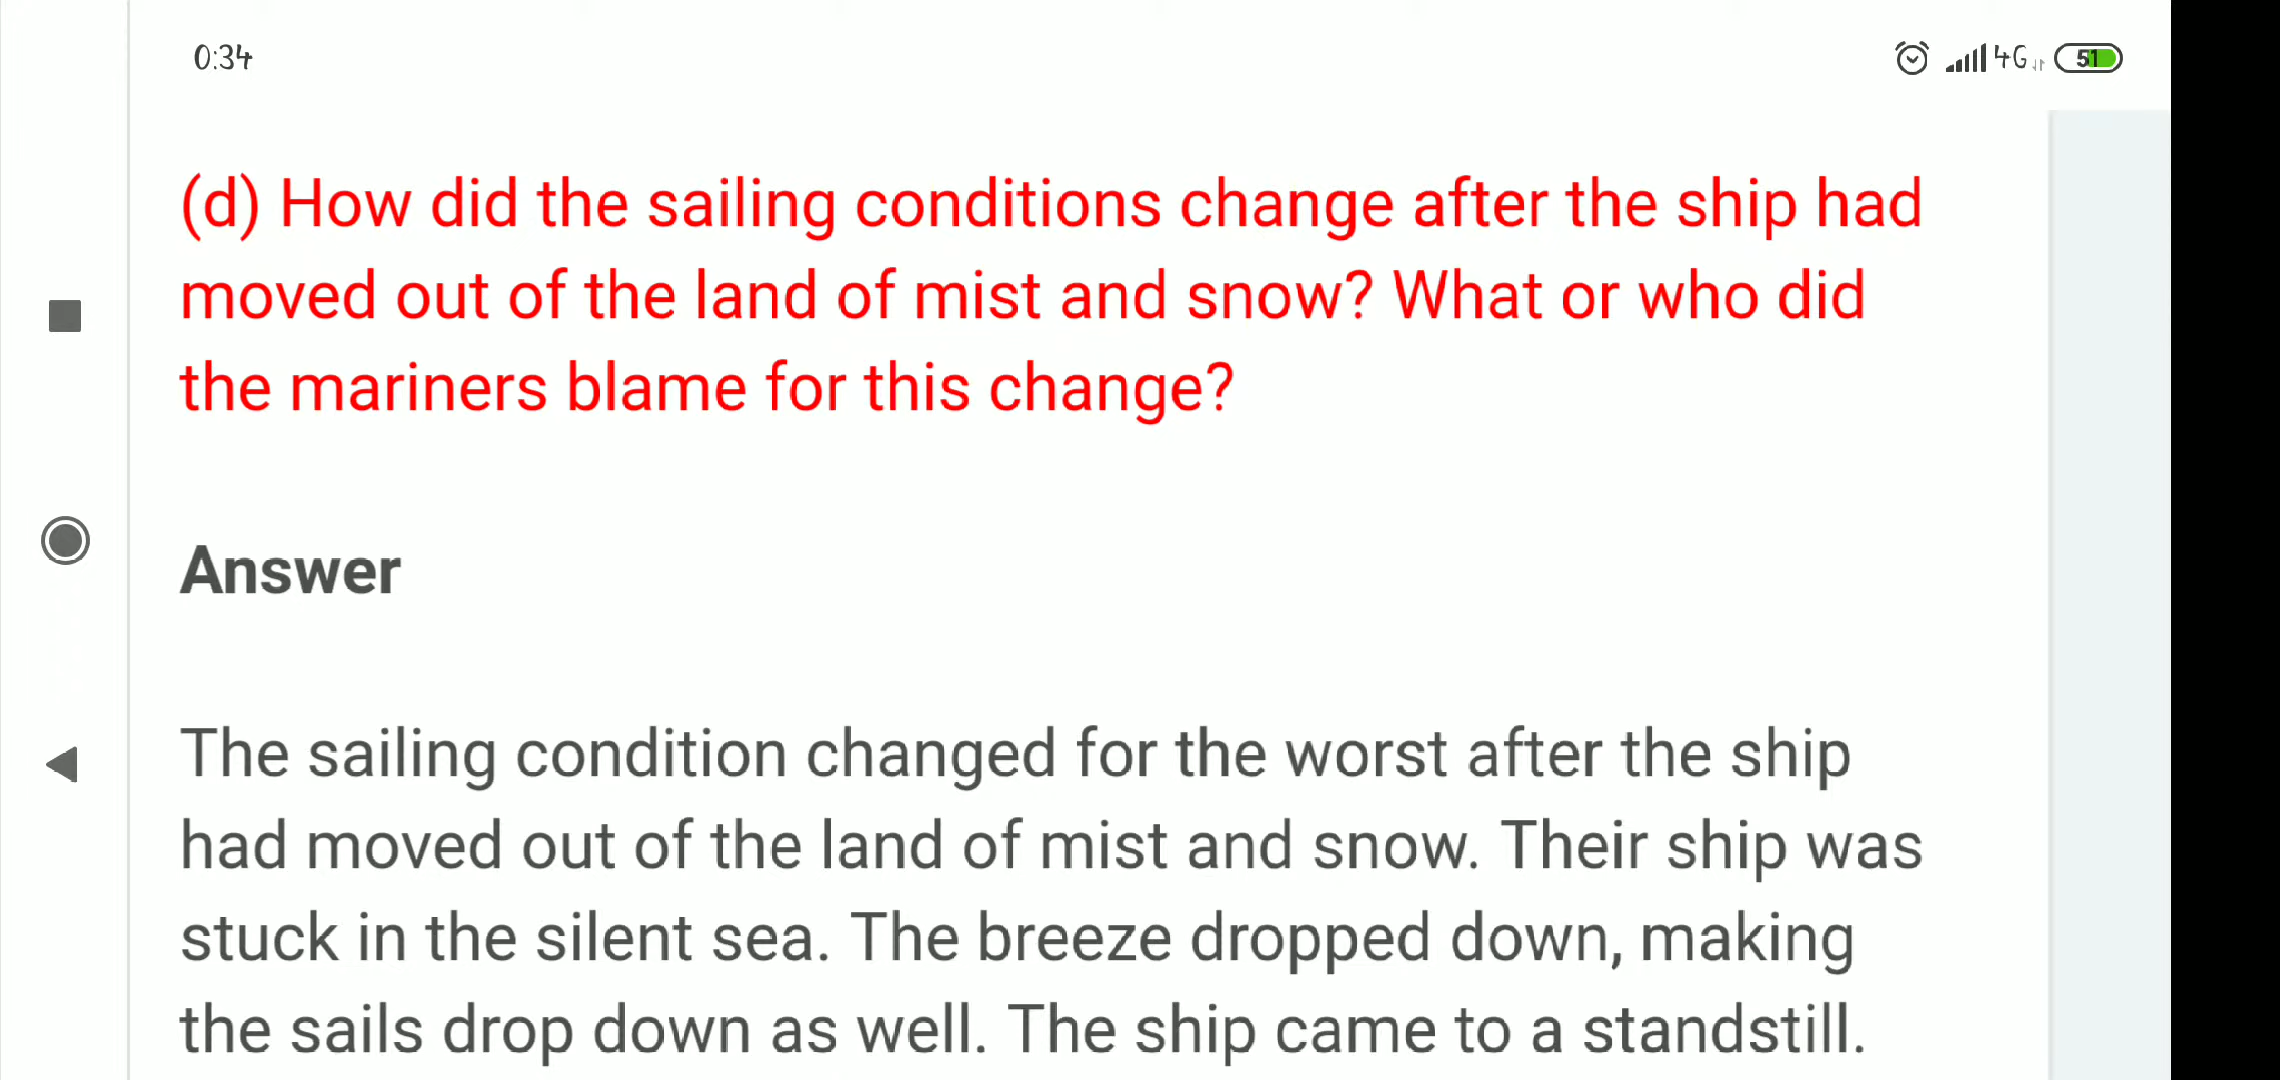 0:34
4G 51
(d) How did the sailing conditions change after the ship had
moved out of the land of mist and snow? What or who did
the mariners blame for this change?
Answer
The sailing condition changed for the worst after the ship
had moved out of the land of mist and snow. Their ship was
stuck in the silent sea. The breeze dropped down, making
the sails drop down as well. The ship came to a standstill.